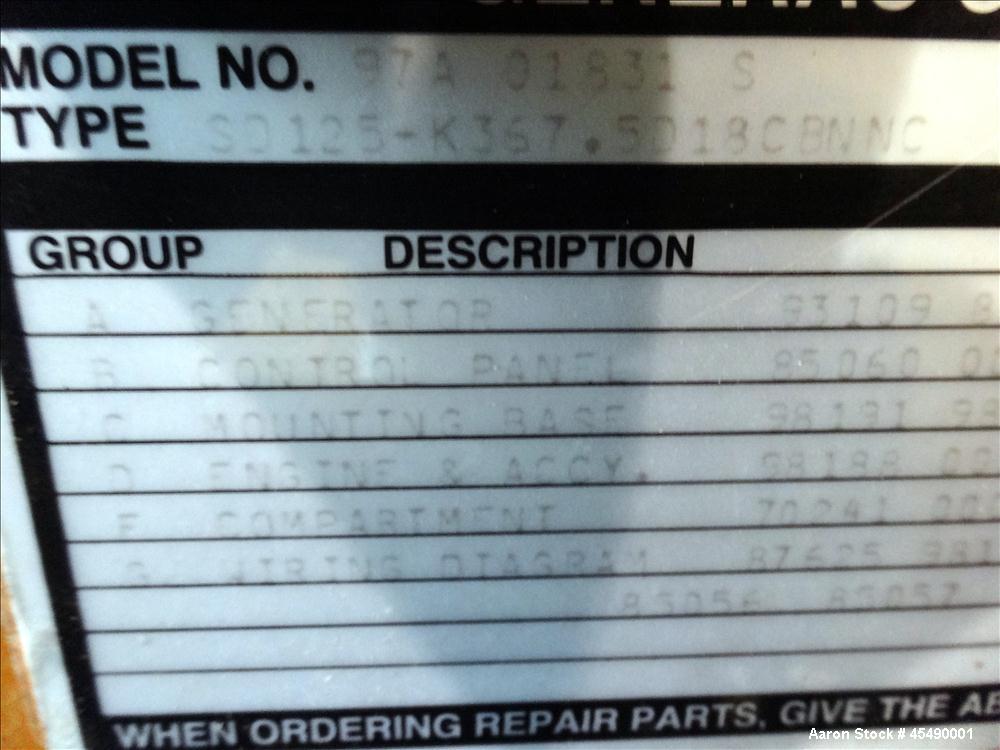 MODEL NO. 97A 01831 S
TYPE SD125-K367.5D18CBNNC
GROUP DESCRIPTION
A GENERATOR 93109
B CONTROL PANEL 85060
C MOUNTING BASE 98191
D ENGINE & ACCY. 98188
F COMPARTMENT 70241
G WIRING DIAGRAM 87625
85056 85057
WHEN ORDERING REPAIR PARTS, GIVE THE
Aaron Stock # 45490001